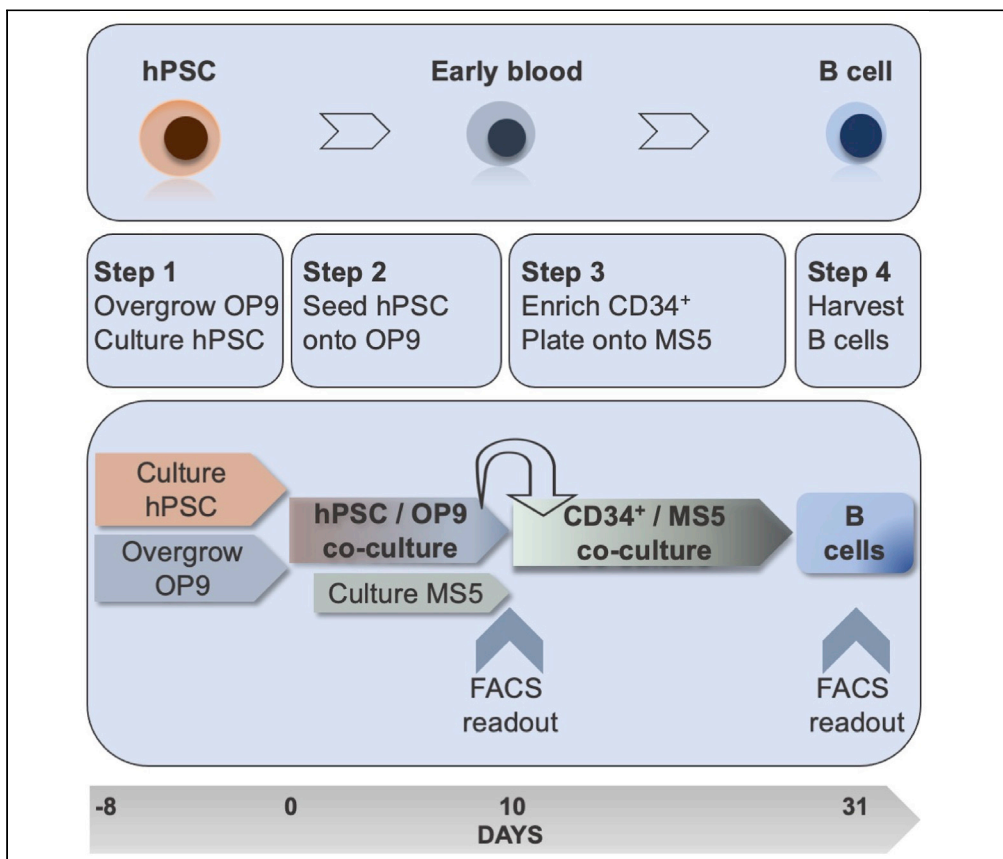 hPSC
Early blood
B cell
Step 1
Overgrow OP9
Culture hPSC
Step 2
Seed hPSC
onto OP9
Step 3
Enrich CD34⁺
Plate onto MS5
Step 4
Harvest
B cells
Culture
hPSC
Overgrow
OP9
hPSC / OP9
co-culture
Culture MS5
CD34⁺ / MS5
co-culture
B
cells
FACS
readout
FACS
readout
-8 0 10 31
DAYS